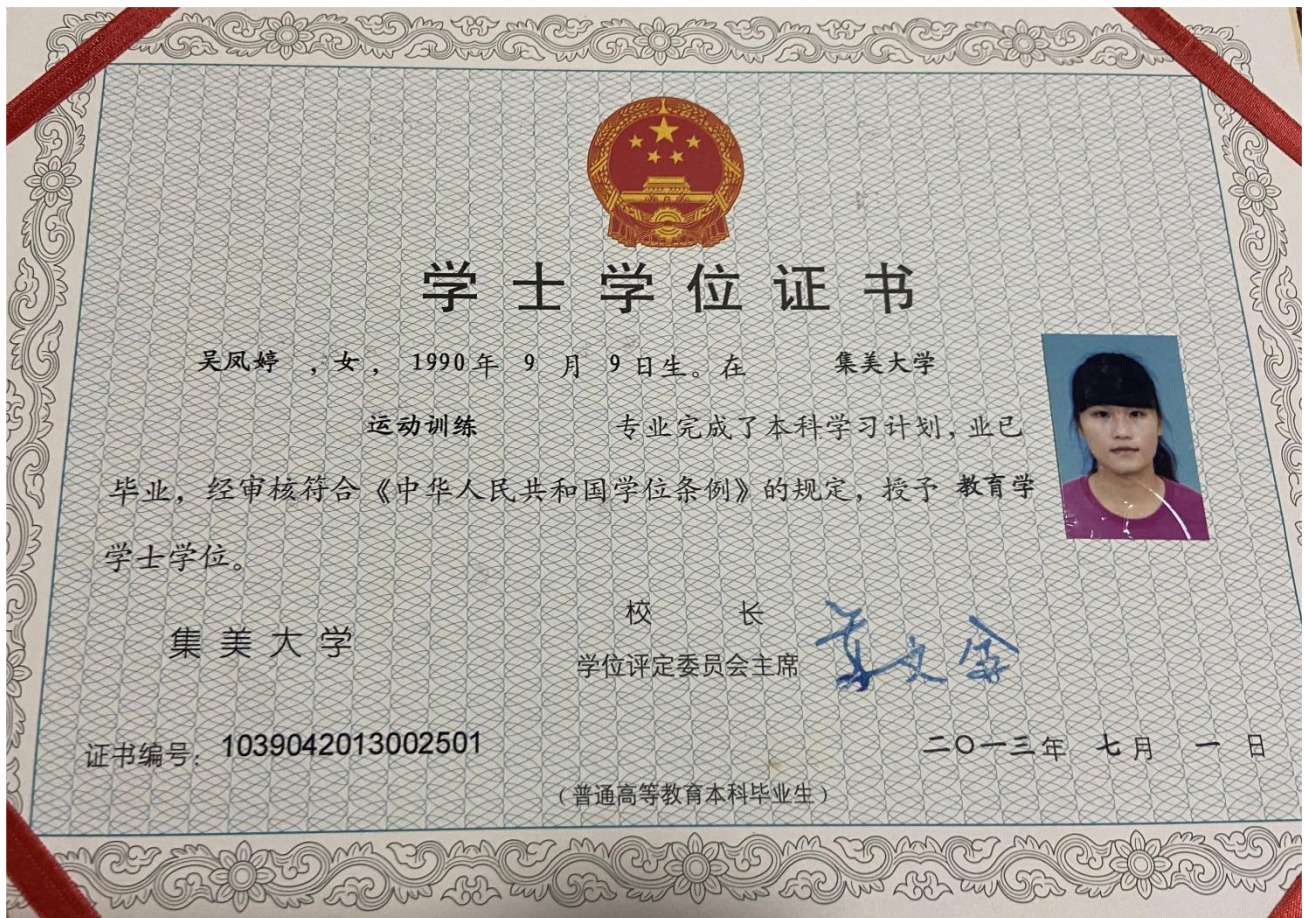 学士学位证书
吴凤婷，女，1990年 9 月 9 日生。在 集美大学
运动训练 专业完成了本科学习计划，业已
毕业，经审核符合《中华人民共和国学位条例》的规定，授予 教育学
学士学位。
校 长
集美大学
学位评定委员会主席
证书编号：1039042013002501
二〇一三年 七月 一 日
（普通高等教育本科毕业生）